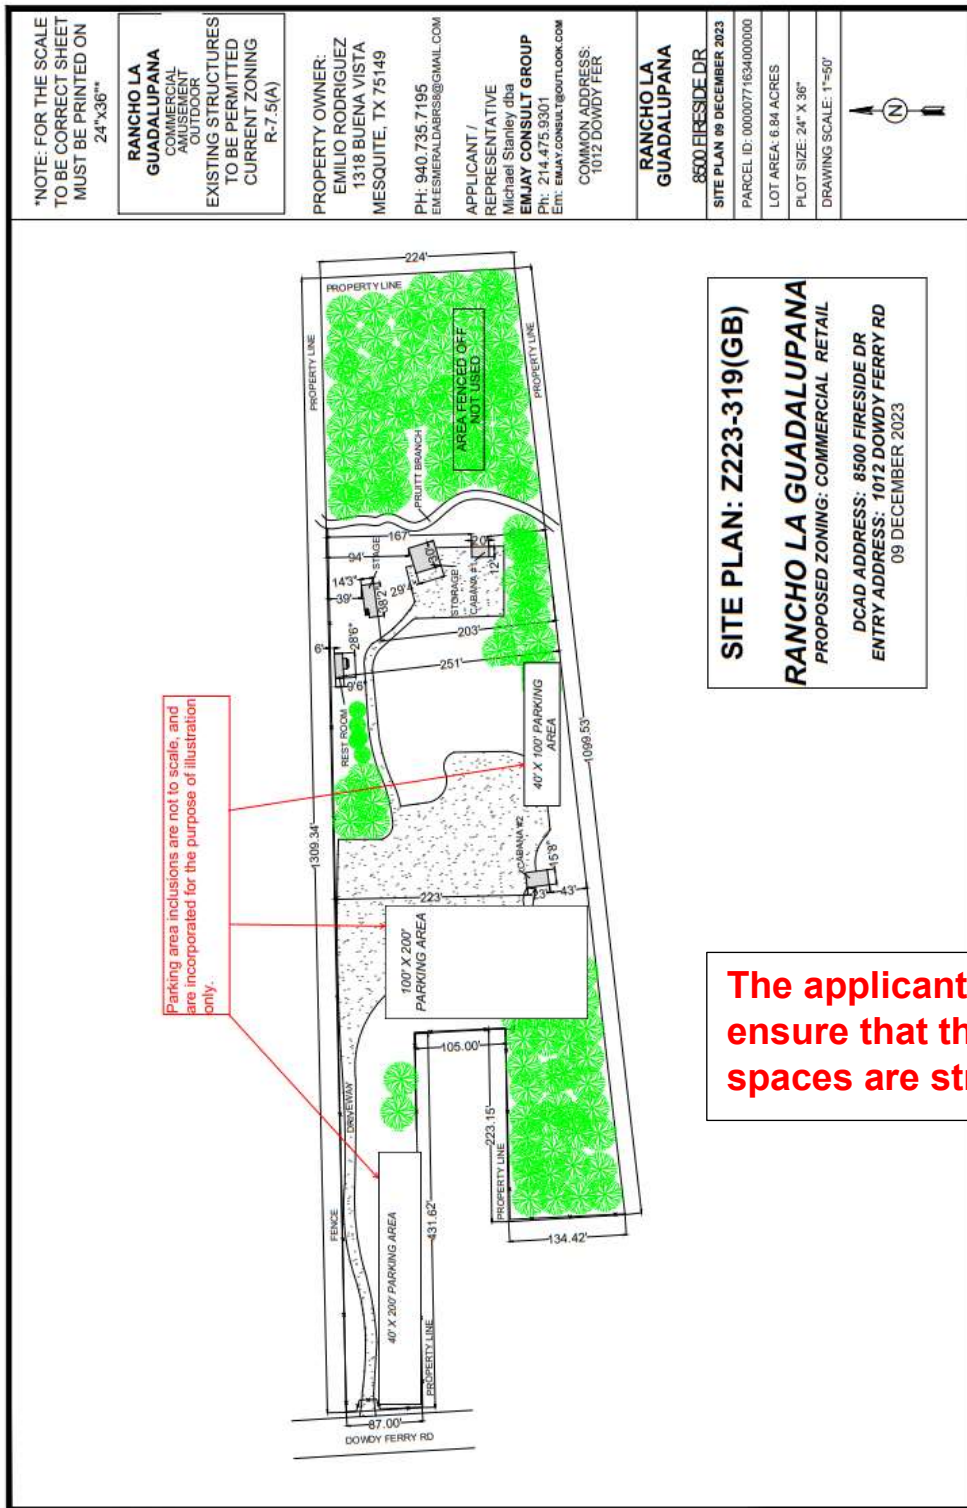 *NOTE: FOR THE SCALE
TO BE CORRECT SHEET
MUST BE PRINTED ON
24"x36"*
RANCHO LA
GUADALUPANA
COMMERCIAL
AMUSEMENT
OUTDOOR
EXISTING STRUCTURES
TO BE PERMITTED
CURRENT ZONING
R-7.5(A)
PROPERTY OWNER:
EMILIO RODRIGUEZ
1318 BUENA VISTA
MESQUITE, TX 75149
PH: 940.735.7195
EM:ESMERALDABRS8@GMAIL.COM
APPLICANT /
REPRESENTATIVE
Michael Stanley dba
EMJAY CONSULT GROUP
Ph: 214.475.9301
Em: EMJAY.CONSULT@OUTLOOK.COM
COMMON ADDRESS:
1012 DOWDY FER
RANCHO LA
GUADALUPANA
8500 FIRESIDE DR
SITE PLAN 09 DECEMBER 2023
PARCEL ID: 00000771634000000
LOT AREA: 6.84 ACRES
PLOT SIZE: 24" X 36"
DRAWING SCALE: 1"=50'
N
PROPERTY LINE
224'
PROPERTY LINE
PROPERTY LINE
AREA FENCED OFF
NOT USED
PRUITT BRANCH
167'
94'
STAGE
14'3"
39'
38'2"
29'4"
30'
STORAGE
CABANA #1
20'
12'
203'
251'
6'
28'6"
9'6"
REST ROOM
40' X 100' PARKING
AREA
1099.53'
1309.34'
CABANA #2
15'8"
23'
43'
223'
100' X 200'
PARKING AREA
105.00'
DRIVEWAY
223.15'
PROPERTY LINE
134.42'
FENCE
431.62'
40' X 200' PARKING AREA
PROPERTY LINE
87.00'
DOWDY FERRY RD
Parking area inclusions are not to scale, and
are incorporated for the purpose of illustration
only.
SITE PLAN: Z223-319(GB)
RANCHO LA GUADALUPANA
PROPOSED ZONING: COMMERCIAL RETAIL
DCAD ADDRESS: 8500 FIRESIDE DR
ENTRY ADDRESS: 1012 DOWDY FERRY RD
09 DECEMBER 2023
The applicant
ensure that th
spaces are str